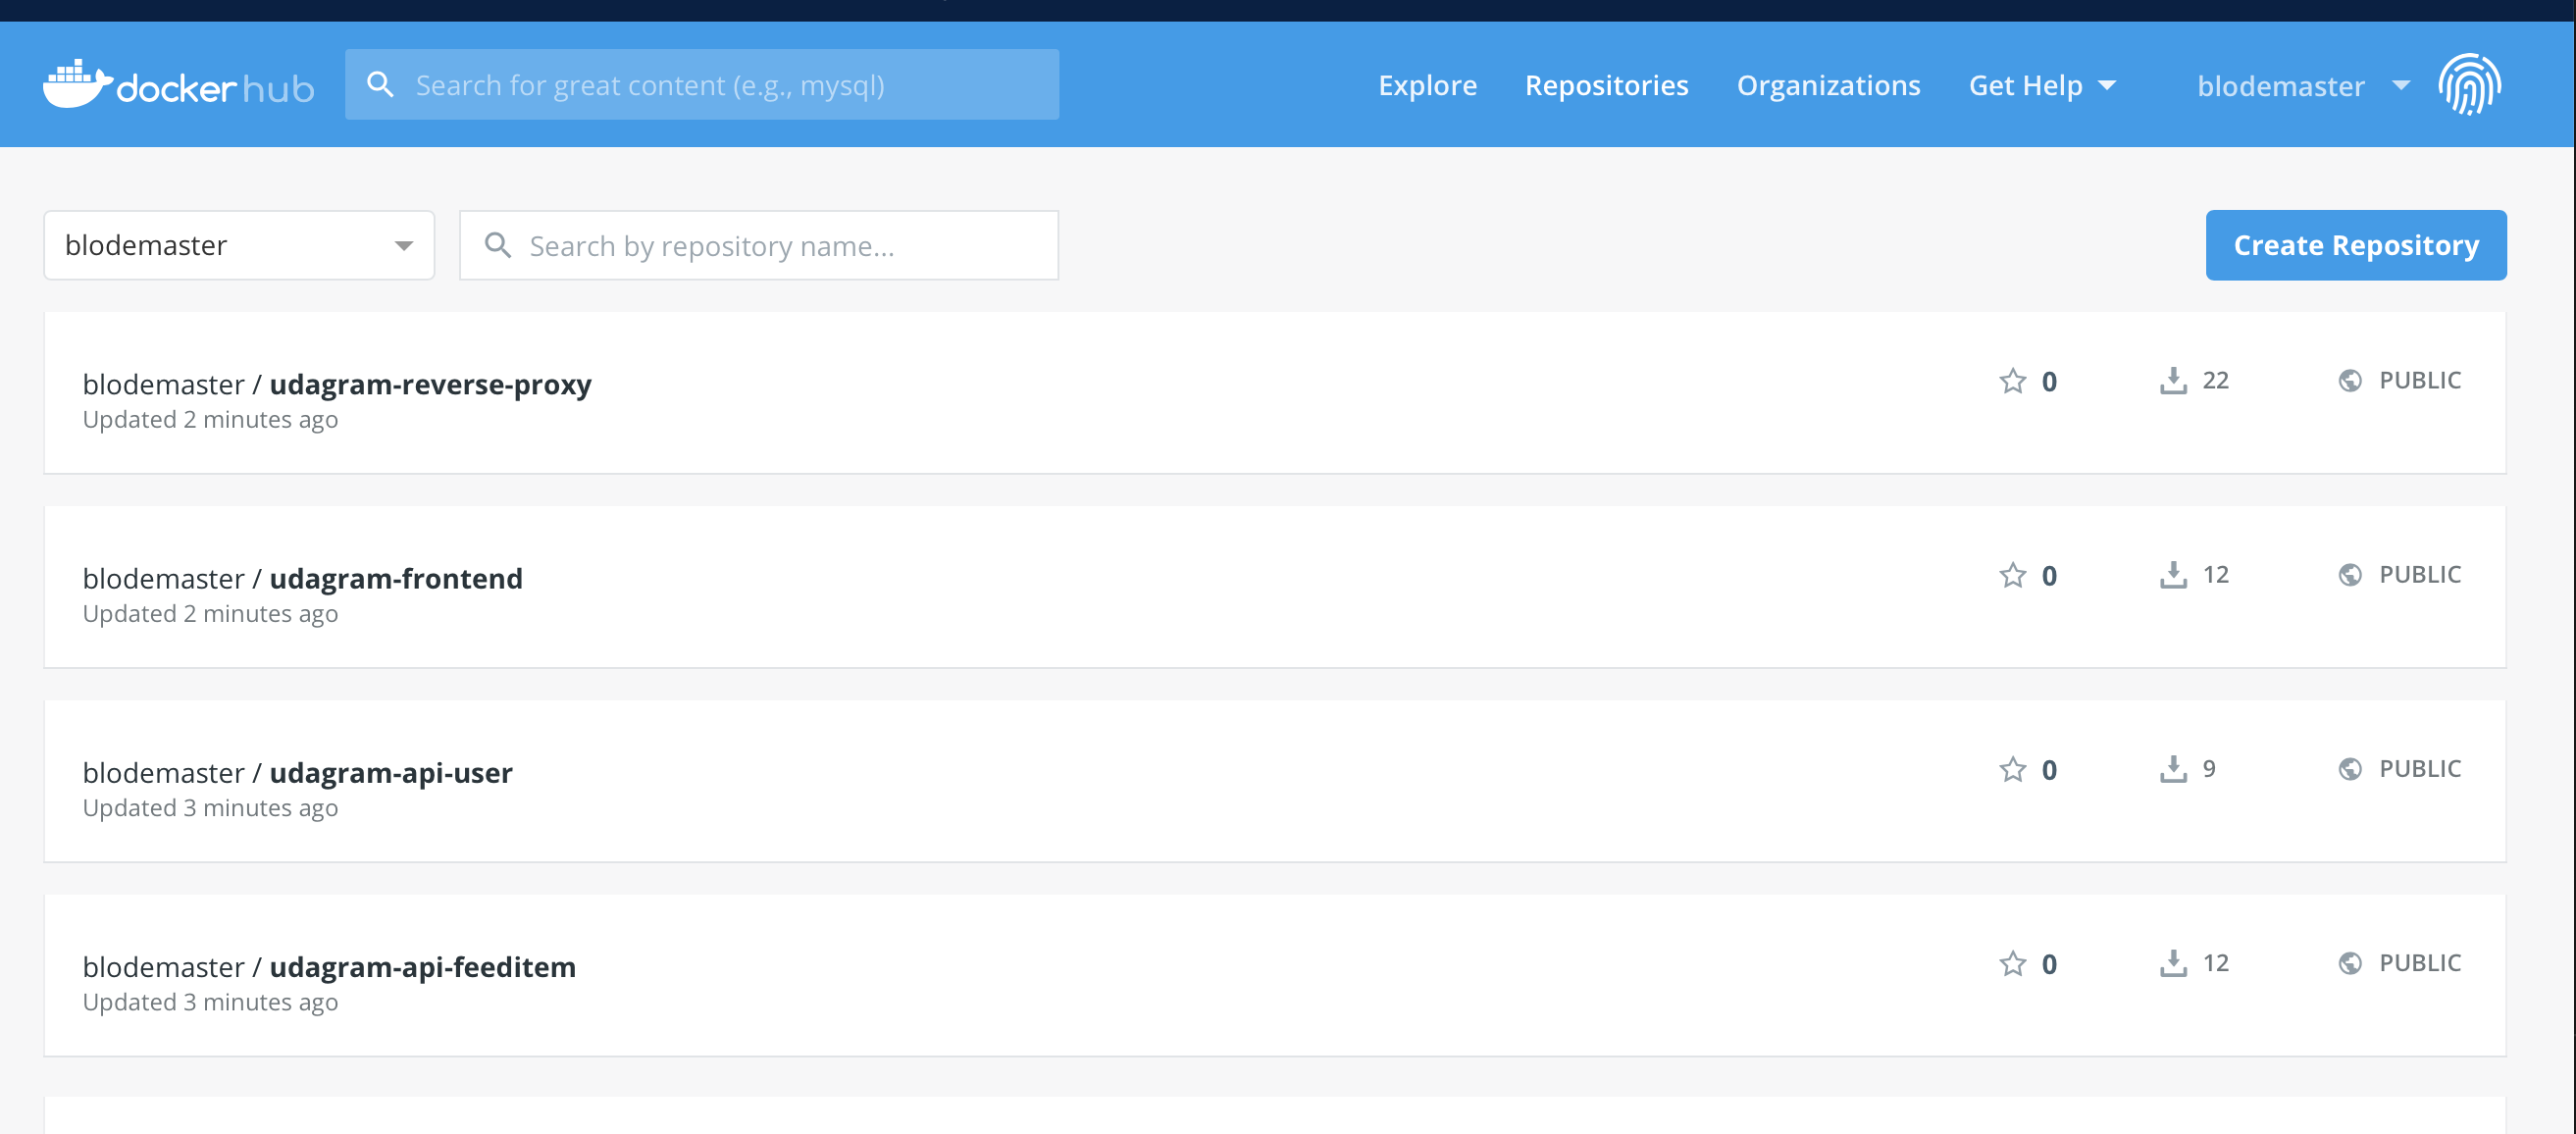 dockerhub Search for great content (e.g., mysql) Explore Repositories Organizations Get Help blodemaster
blodemaster Search by repository name... Create Repository
blodemaster / udagram-reverse-proxy 0 22 PUBLIC
Updated 2 minutes ago
blodemaster / udagram-frontend 0 12 PUBLIC
Updated 2 minutes ago
blodemaster / udagram-api-user 0 9 PUBLIC
Updated 3 minutes ago
blodemaster / udagram-api-feeditem 0 12 PUBLIC
Updated 3 minutes ago